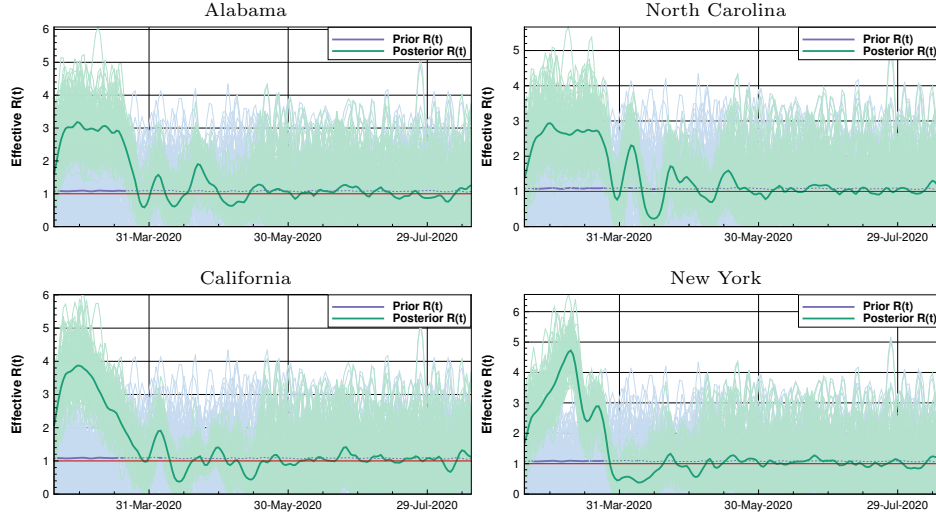 Alabama
6
5
4
3
2
1
0
Effective R(t)
Prior R(t)
Posterior R(t)
31-Mar-2020 30-May-2020 29-Jul-2020
North Carolina
5
4
3
2
1
0
Effective R(t)
Prior R(t)
Posterior R(t)
31-Mar-2020 30-May-2020 29-Jul-2020
California
6
5
4
3
2
1
0
Effective R(t)
Prior R(t)
Posterior R(t)
31-Mar-2020 30-May-2020 29-Jul-2020
New York
6
5
4
3
2
1
0
Effective R(t)
Prior R(t)
Posterior R(t)
31-Mar-2020 30-May-2020 29-Jul-2020